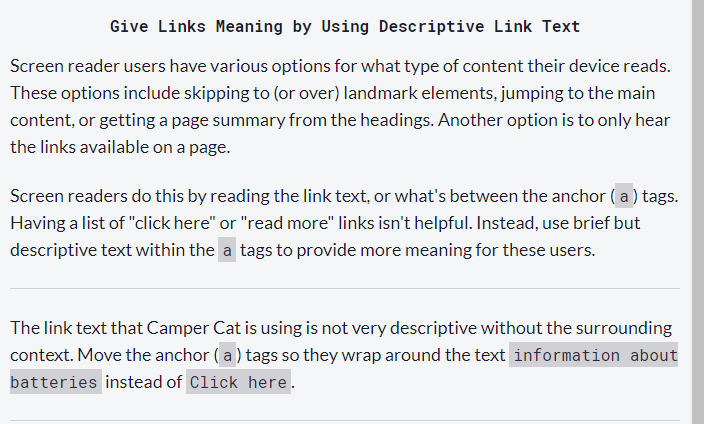 Give Links Meaning by Using Descriptive Link Text
Screen reader users have various options for what type of content their device reads.
These options include skipping to (or over) landmark elements, jumping to the main
content, or getting a page summary from the headings. Another option is to only hear
the links available on a page.
Screen readers do this by reading the link text, or what's between the anchor ( a ) tags.
Having a list of "click here" or "read more" links isn't helpful. Instead, use brief but
descriptive text within the a tags to provide more meaning for these users.
The link text that Camper Cat is using is not very descriptive without the surrounding
context. Move the anchor ( a ) tags so they wrap around the text information about
batteries instead of Click here .